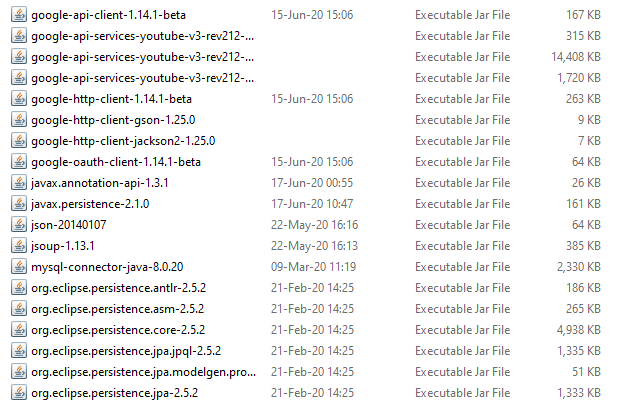 google-api-client-1.14.1-beta 15-Jun-20 15:06 Executable Jar File 167 KB
google-api-services-youtube-v3-rev212-... Executable Jar File 315 KB
google-api-services-youtube-v3-rev212-... Executable Jar File 14,408 KB
google-api-services-youtube-v3-rev212-... Executable Jar File 1,720 KB
google-http-client-1.14.1-beta 15-Jun-20 15:06 Executable Jar File 263 KB
google-http-client-gson-1.25.0 Executable Jar File 9 KB
google-http-client-jackson2-1.25.0 Executable Jar File 7 KB
google-oauth-client-1.14.1-beta 15-Jun-20 15:06 Executable Jar File 64 KB
javax.annotation-api-1.3.1 17-Jun-20 00:55 Executable Jar File 26 KB
javax.persistence-2.1.0 17-Jun-20 10:47 Executable Jar File 161 KB
json-20140107 22-May-20 16:16 Executable Jar File 64 KB
jsoup-1.13.1 22-May-20 16:13 Executable Jar File 385 KB
mysql-connector-java-8.0.20 09-Mar-20 11:19 Executable Jar File 2,330 KB
org.eclipse.persistence.antlr-2.5.2 21-Feb-20 14:25 Executable Jar File 186 KB
org.eclipse.persistence.asm-2.5.2 21-Feb-20 14:25 Executable Jar File 265 KB
org.eclipse.persistence.core-2.5.2 21-Feb-20 14:25 Executable Jar File 4,938 KB
org.eclipse.persistence.jpa.jpql-2.5.2 21-Feb-20 14:25 Executable Jar File 1,335 KB
org.eclipse.persistence.jpa.modelgen.pro... 21-Feb-20 14:25 Executable Jar File 51 KB
org.eclipse.persistence.jpa-2.5.2 21-Feb-20 14:25 Executable Jar File 1,333 KB